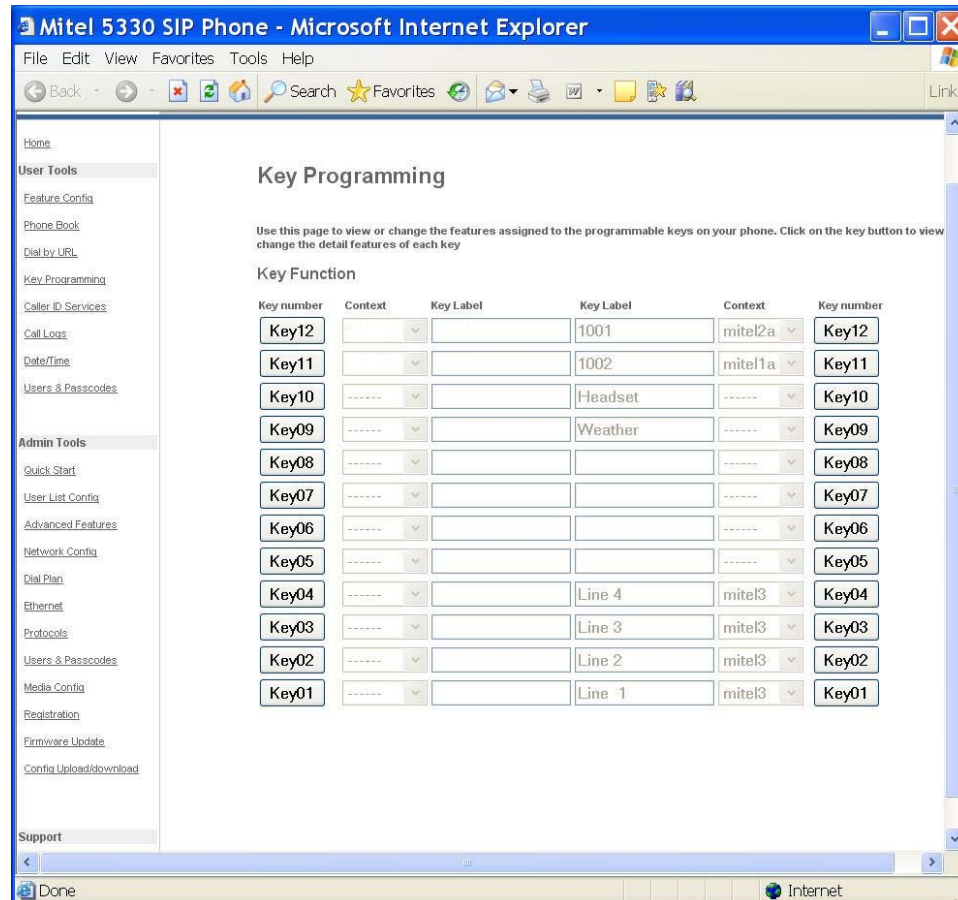 Mitel 5330 SIP Phone - Microsoft Internet Explorer
File Edit View Favorites Tools Help
Back Search Favorites Link
Home
User Tools
Feature Config
Phone Book
Dial by URL
Key Programming
Caller ID Services
Call Logs
Date/Time
Users & Passcodes
Admin Tools
Quick Start
User List Config
Advanced Features
Network Config
Dial Plan
Ethernet
Protocols
Users & Passcodes
Media Config
Registration
Firmware Update
Config Upload/download
Support
Key Programming
Use this page to view or change the features assigned to the programmable keys on your phone. Click on the key button to view
change the detail features of each key
Key Function
Key number Context Key Label Key Label Context Key number
Key12 1001 mitel2a Key12
Key11 1002 mitel1a Key11
Key10 ------ Headset ------ Key10
Key09 ------ Weather ------ Key09
Key08 ------ ------ Key08
Key07 ------ ------ Key07
Key06 ------ ------ Key06
Key05 ------ ------ Key05
Key04 ------ Line 4 mitel3 Key04
Key03 ------ Line 3 mitel3 Key03
Key02 ------ Line 2 mitel3 Key02
Key01 ------ Line 1 mitel3 Key01
Done Internet